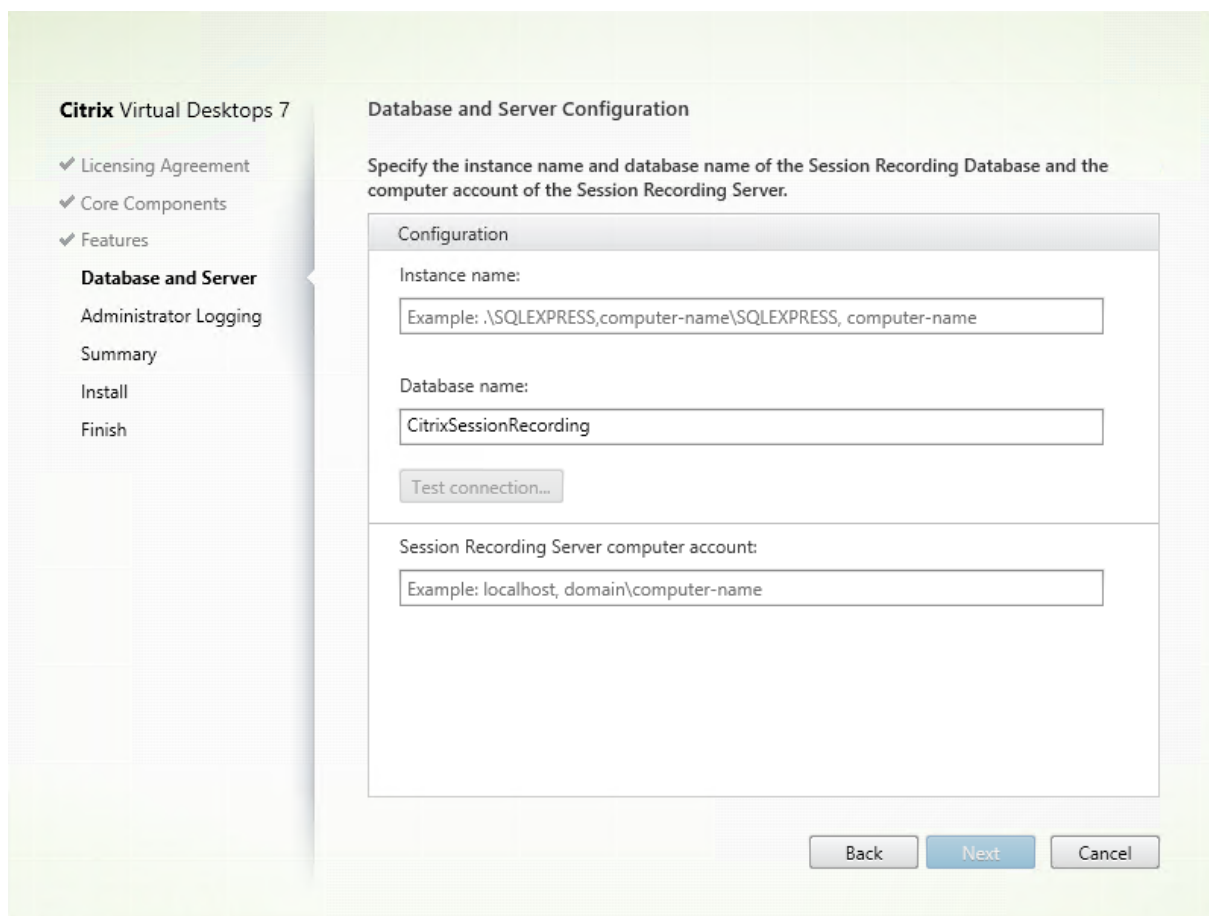 Citrix Virtual Desktops 7
Licensing Agreement
Core Components
Features
Database and Server
Administrator Logging
Summary
Install
Finish
Database and Server Configuration
Specify the instance name and database name of the Session Recording Database and the
computer account of the Session Recording Server.
Configuration
Instance name:
Example: .\SQLEXPRESS,computer-name\SQLEXPRESS, computer-name
Database name:
CitrixSessionRecording
Test connection...
Session Recording Server computer account:
Example: localhost, domain\computer-name
Back Next Cancel